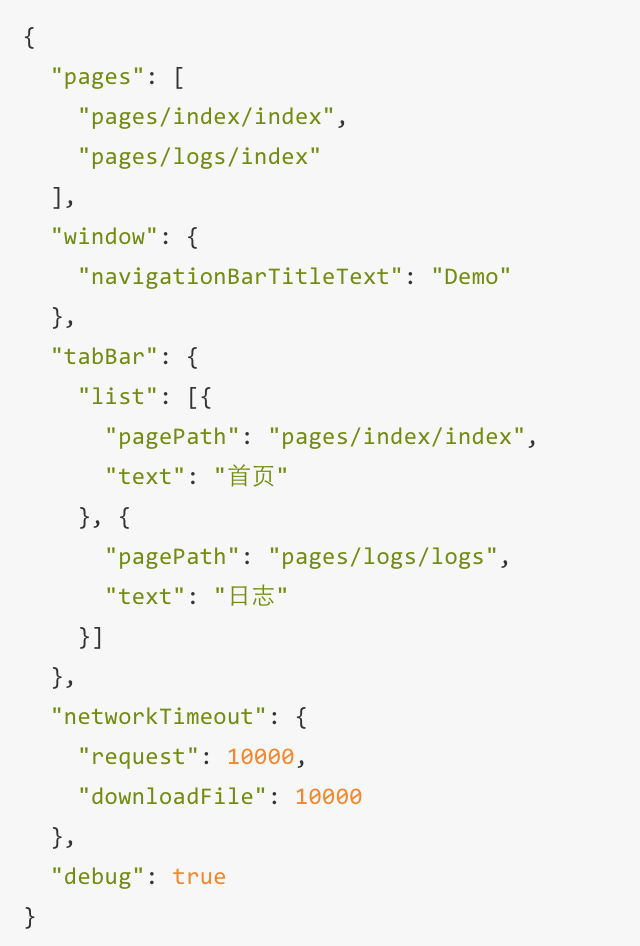 {
  "pages": [
    "pages/index/index",
    "pages/logs/index"
  ],
  "window": {
    "navigationBarTitleText": "Demo"
  },
  "tabBar": {
    "list": [{
      "pagePath": "pages/index/index",
      "text": "首页"
    }, {
      "pagePath": "pages/logs/logs",
      "text": "日志"
    }]
  },
  "networkTimeout": {
    "request": 10000,
    "downloadFile": 10000
  },
  "debug": true
}